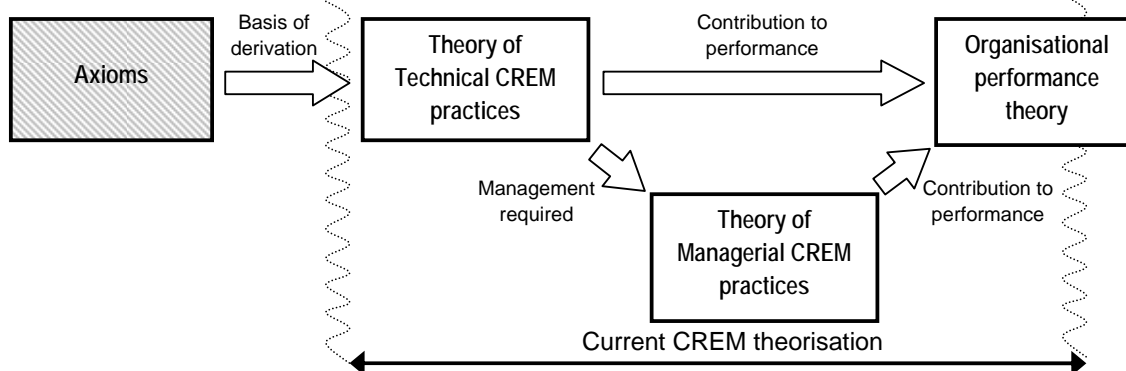 Axioms
Basis of
derivation
Theory of
Technical CREM
practices
Contribution to
performance
Organisational
performance
theory
Management
required
Theory of
Managerial CREM
practices
Contribution to
performance
Current CREM theorisation